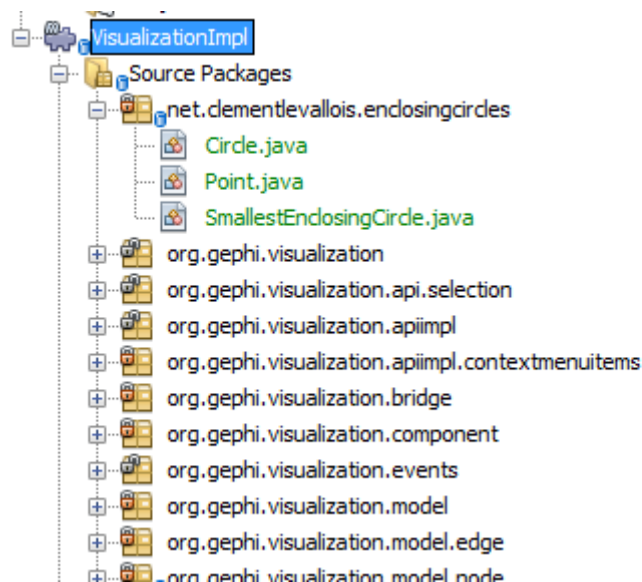 VisualizationImpl
Source Packages
net.clementlevallois.enclosingcircles
Circle.java
Point.java
SmallestEnclosingCircle.java
org.gephi.visualization
org.gephi.visualization.api.selection
org.gephi.visualization.apiimpl
org.gephi.visualization.apiimpl.contextmenuitems
org.gephi.visualization.bridge
org.gephi.visualization.component
org.gephi.visualization.events
org.gephi.visualization.model
org.gephi.visualization.model.edge
org.gephi.visualization.model.node